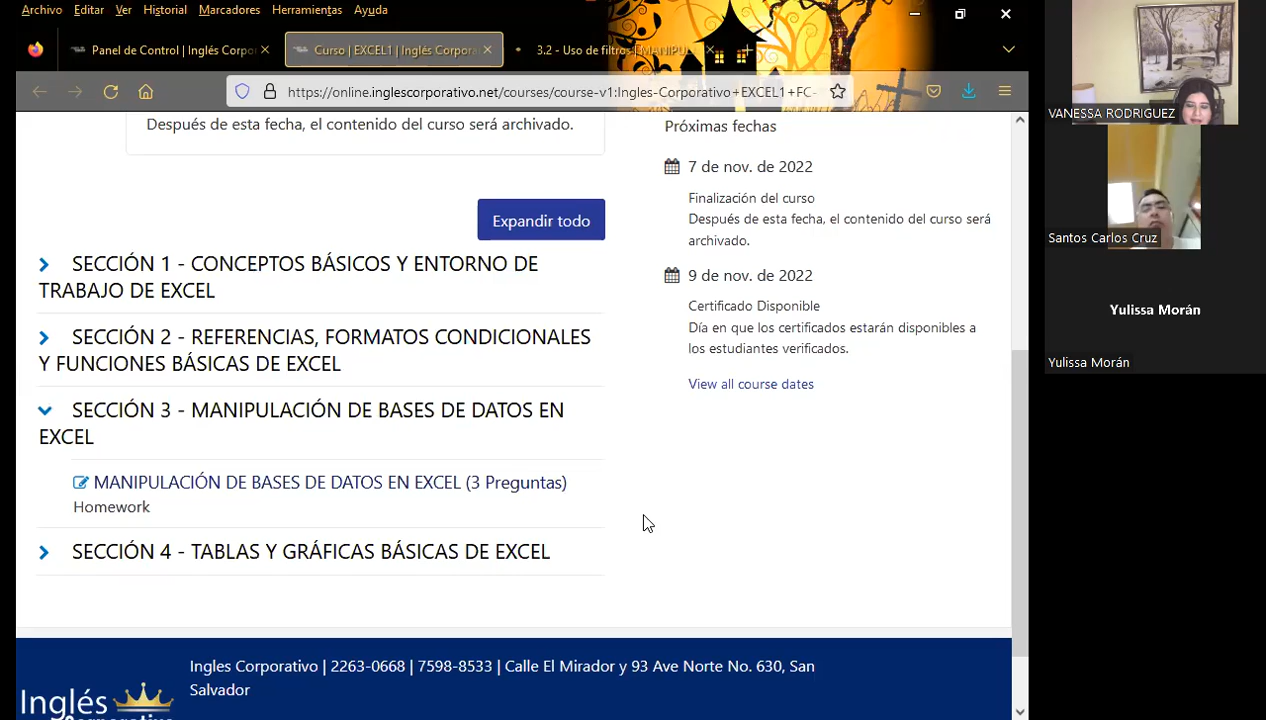 Archivo Editar Ver Historial Marcadores Herramientas Ayuda
Panel de Control | Inglés Corpo
Curso | EXCEL1 | Inglés Corpora
3.2 - Uso de filtros | MANIPUL
https://online.inglescorporativo.net/courses/course-v1:Ingles-Corporativo+EXCEL1+FC-
Después de esta fecha, el contenido del curso será archivado.
Expandir todo
SECCIÓN 1 - CONCEPTOS BÁSICOS Y ENTORNO DE
TRABAJO DE EXCEL
SECCIÓN 2 - REFERENCIAS, FORMATOS CONDICIONALES
Y FUNCIONES BÁSICAS DE EXCEL
SECCIÓN 3 - MANIPULACIÓN DE BASES DE DATOS EN
EXCEL
MANIPULACIÓN DE BASES DE DATOS EN EXCEL (3 Preguntas)
Homework
SECCIÓN 4 - TABLAS Y GRÁFICAS BÁSICAS DE EXCEL
Próximas fechas
7 de nov. de 2022
Finalización del curso
Después de esta fecha, el contenido del curso será
archivado.
9 de nov. de 2022
Certificado Disponible
Día en que los certificados estarán disponibles a
los estudiantes verificados.
View all course dates
Inglés
Ingles Corporativo | 2263-0668 | 7598-8533 | Calle El Mirador y 93 Ave Norte No. 630, San
Salvador
VANESSA RODRIGUEZ
Santos Carlos Cruz
Yulissa Morán
Yulissa Morán